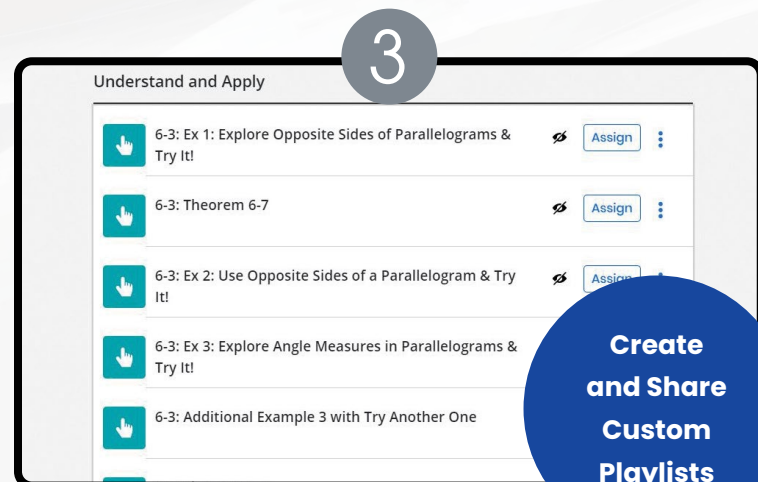 3
Understand and Apply
6-3: Ex 1: Explore Opposite Sides of Parallelograms &
Try It!
Assign
6-3: Theorem 6-7
Assign
6-3: Ex 2: Use Opposite Sides of a Parallelogram & Try
It!
Assign
6-3: Ex 3: Explore Angle Measures in Parallelograms &
Try It!
6-3: Additional Example 3 with Try Another One
Create
and Share
Custom
Playlists